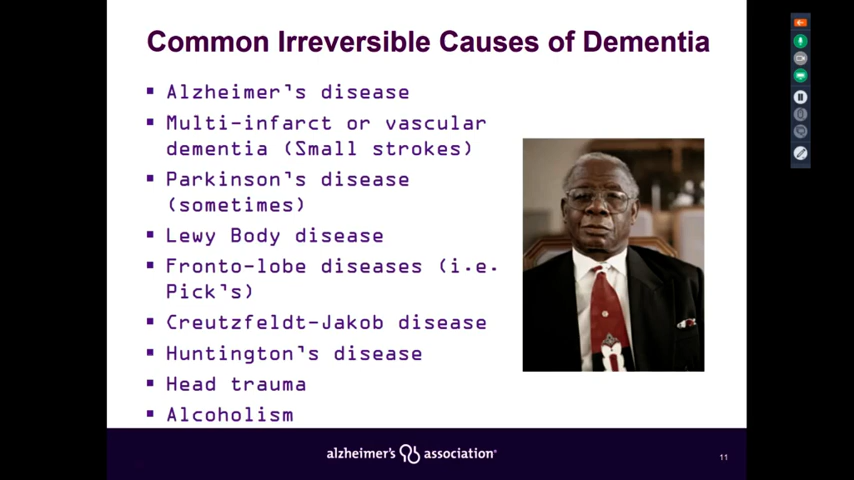 Common Irreversible Causes of Dementia
▪ Alzheimer's disease
▪ Multi-infarct or vascular
dementia (Small strokes)
▪ Parkinson's disease
(sometimes)
▪ Lewy Body disease
▪ Fronto-lobe diseases (i.e.
Pick's)
▪ Creutzfeldt-Jakob disease
▪ Huntington's disease
▪ Head trauma
▪ Alcoholism
alzheimer's association®
11